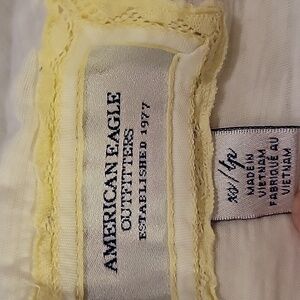 AMERICAN EAGLE
OUTFITTERS
ESTABLISHED 1977
xs/tp
MADE IN
VIETNAM
FABRIQUÉ AU
VIETNAM